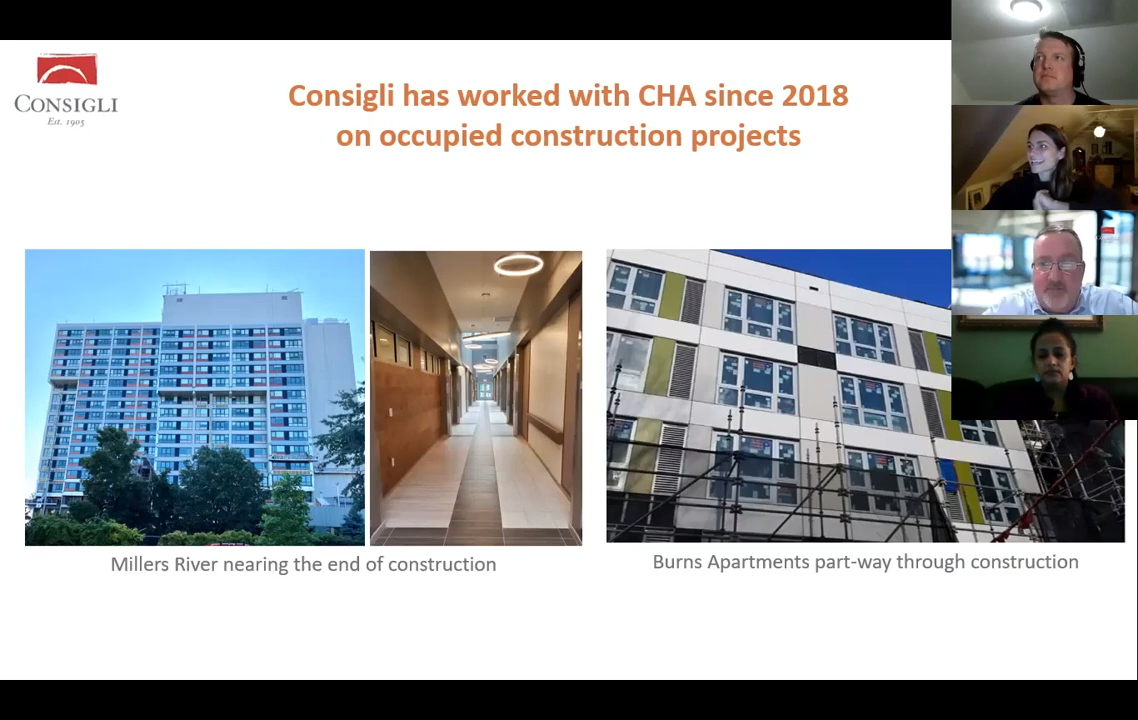 CONSIGLI
Est. 1905
Consigli has worked with CHA since 2018
on occupied construction projects
Millers River nearing the end of construction
Burns Apartments part-way through construction